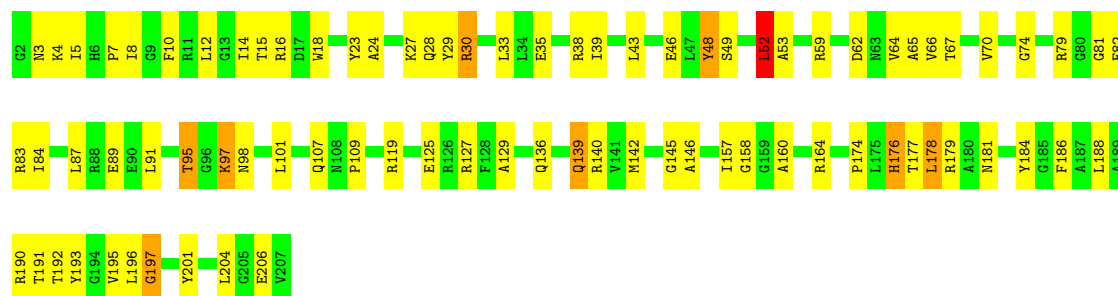 G2 N3 K4 I5 H6 P7 I8 G9 F10 R11 L12 G13 I14 T15 R16 D17 W18 Y23 A24 K27 Q28 Y29 R30 L33 L34 E35 R38 I39 L43 E46 L47 Y48 S49 L52 A53 R59 D62 N63 V64 A65 V66 T67 V70 G74 R79 G80 G81 E82
R83 I84 L87 R88 E89 E90 L91 T95 G96 K97 N98 L101 Q107 N108 P109 R119 E125 R126 R127 F128 A129 Q136 Q139 R140 V141 M142 G145 A146 I157 G158 G159 A160 R164 P174 L175 H176 T177 L178 R179 A180 N181 Y184 G185 F186 A187 L188 A189
R190 T191 T192 Y193 G194 V195 L196 G197 Y201 L204 G205 E206 V207